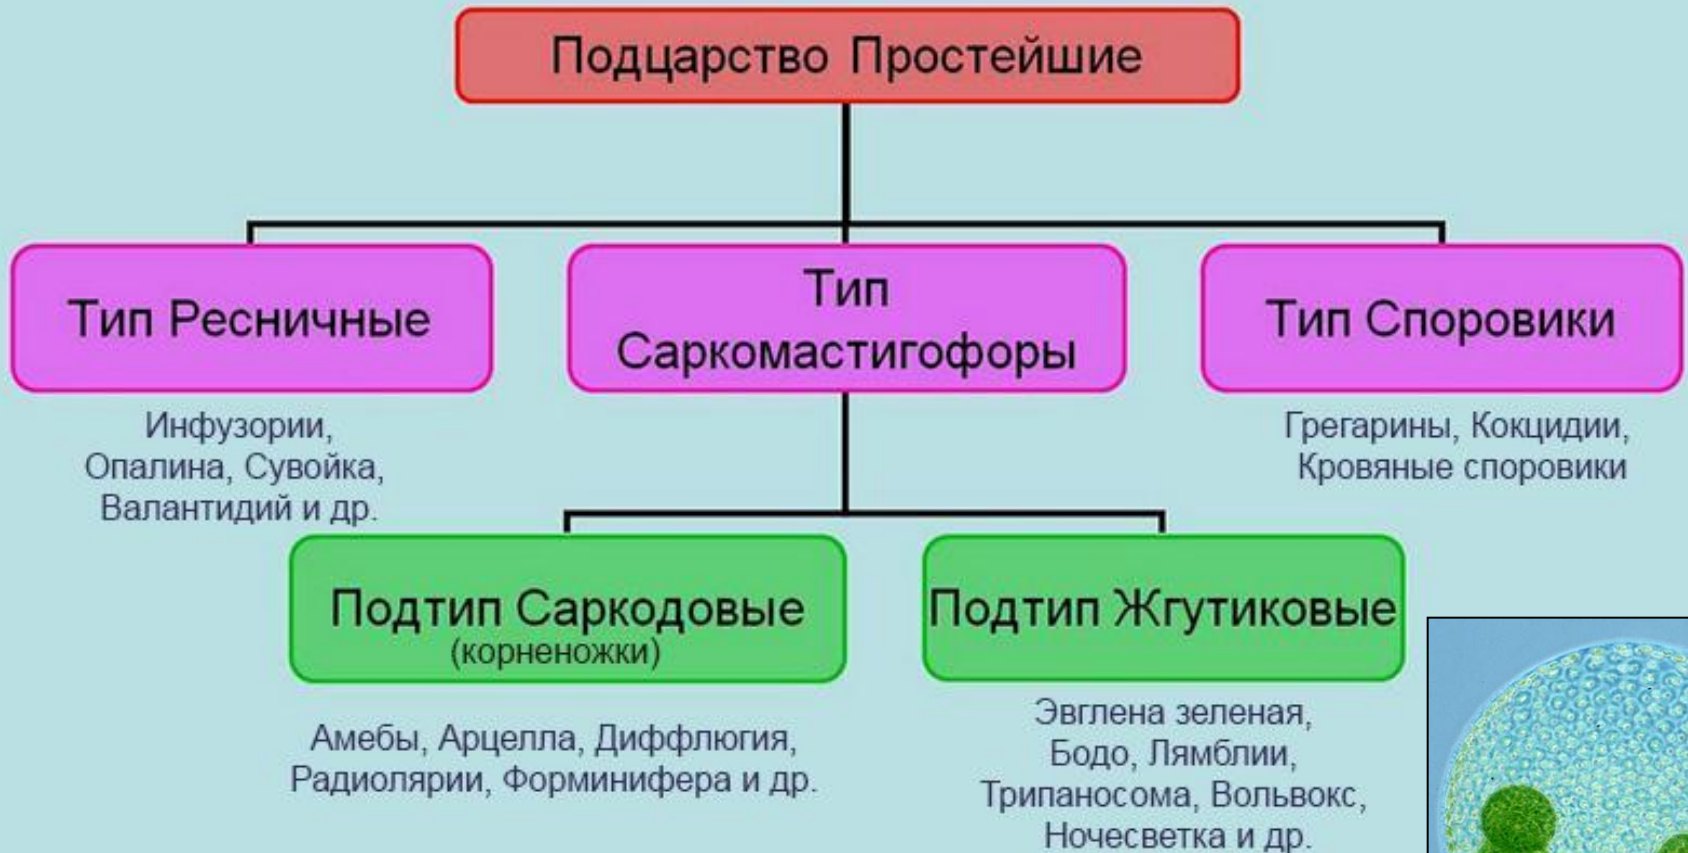 Подцарство Простейшие
Тип Ресничные
Тип
Саркомастигофоры
Тип Споровики
Инфузории,
Опалина, Сувойка,
Валантидий и др.
Грегарины, Кокцидии,
Кровяные споровики
Подтип Саркодовые
(корненожки)
Подтип Жгутиковые
Амебы, Арцелла, Диффлюгия,
Радиолярии, Форминифера и др.
Эвглена зеленая,
Бодо, Лямблии,
Трипаносома, Вольвокс,
Ночесветка и др.